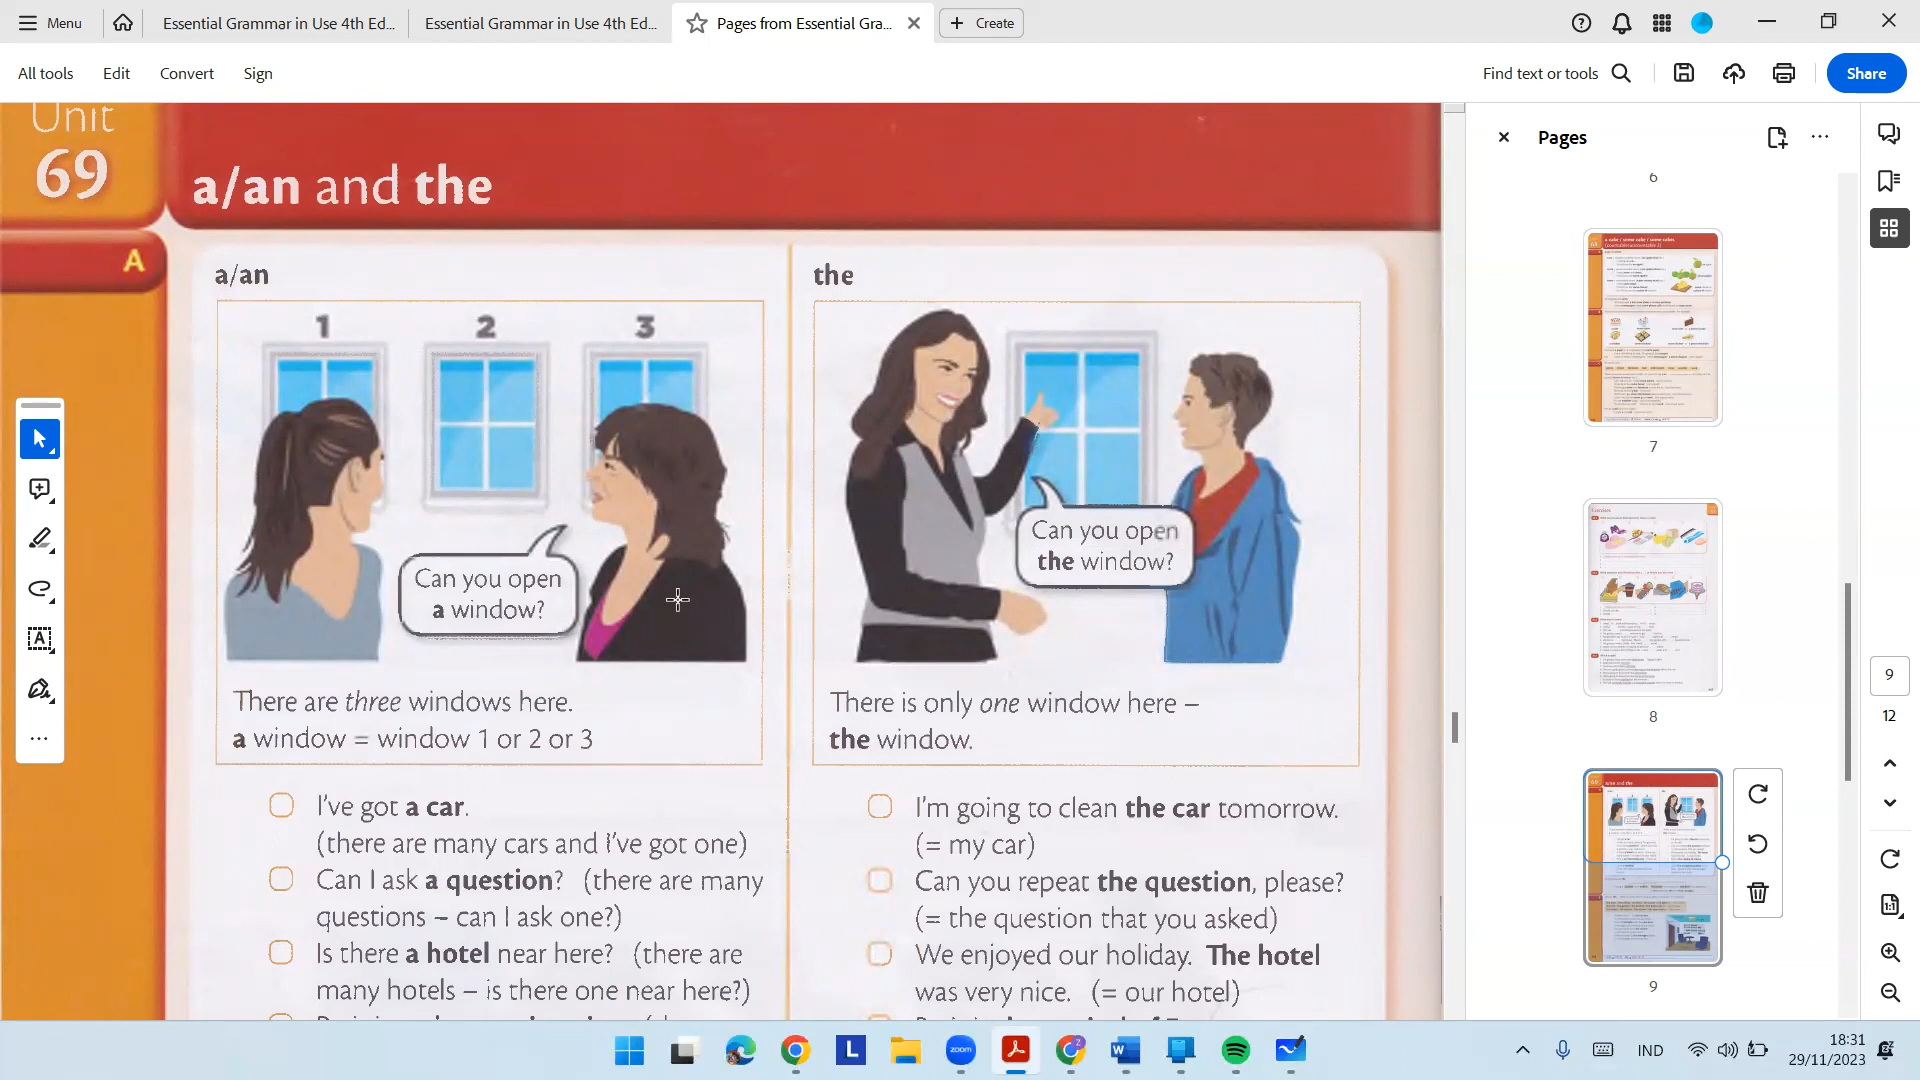 Menu
Essential Grammar in Use 4th Ed...
Essential Grammar in Use 4th Ed...
Pages from Essential Gra...
Create
All tools
Edit
Convert
Sign
Find text or tools
Share
Unit
69
a/an and the
A
a/an
1 2 3
Can you open
a window?
There are three windows here.
a window = window 1 or 2 or 3
I've got a car.
(there are many cars and I've got one)
Can I ask a question? (there are many
questions – can I ask one?)
Is there a hotel near here? (there are
many hotels – is there one near here?)
the
Can you open
the window?
There is only one window here –
the window.
I'm going to clean the car tomorrow.
(= my car)
Can you repeat the question, please?
(= the question that you asked)
We enjoyed our holiday. The hotel
was very nice. (= our hotel)
Pages
6
7
8
9
9
12
zoom
IND
18:31
29/11/2023